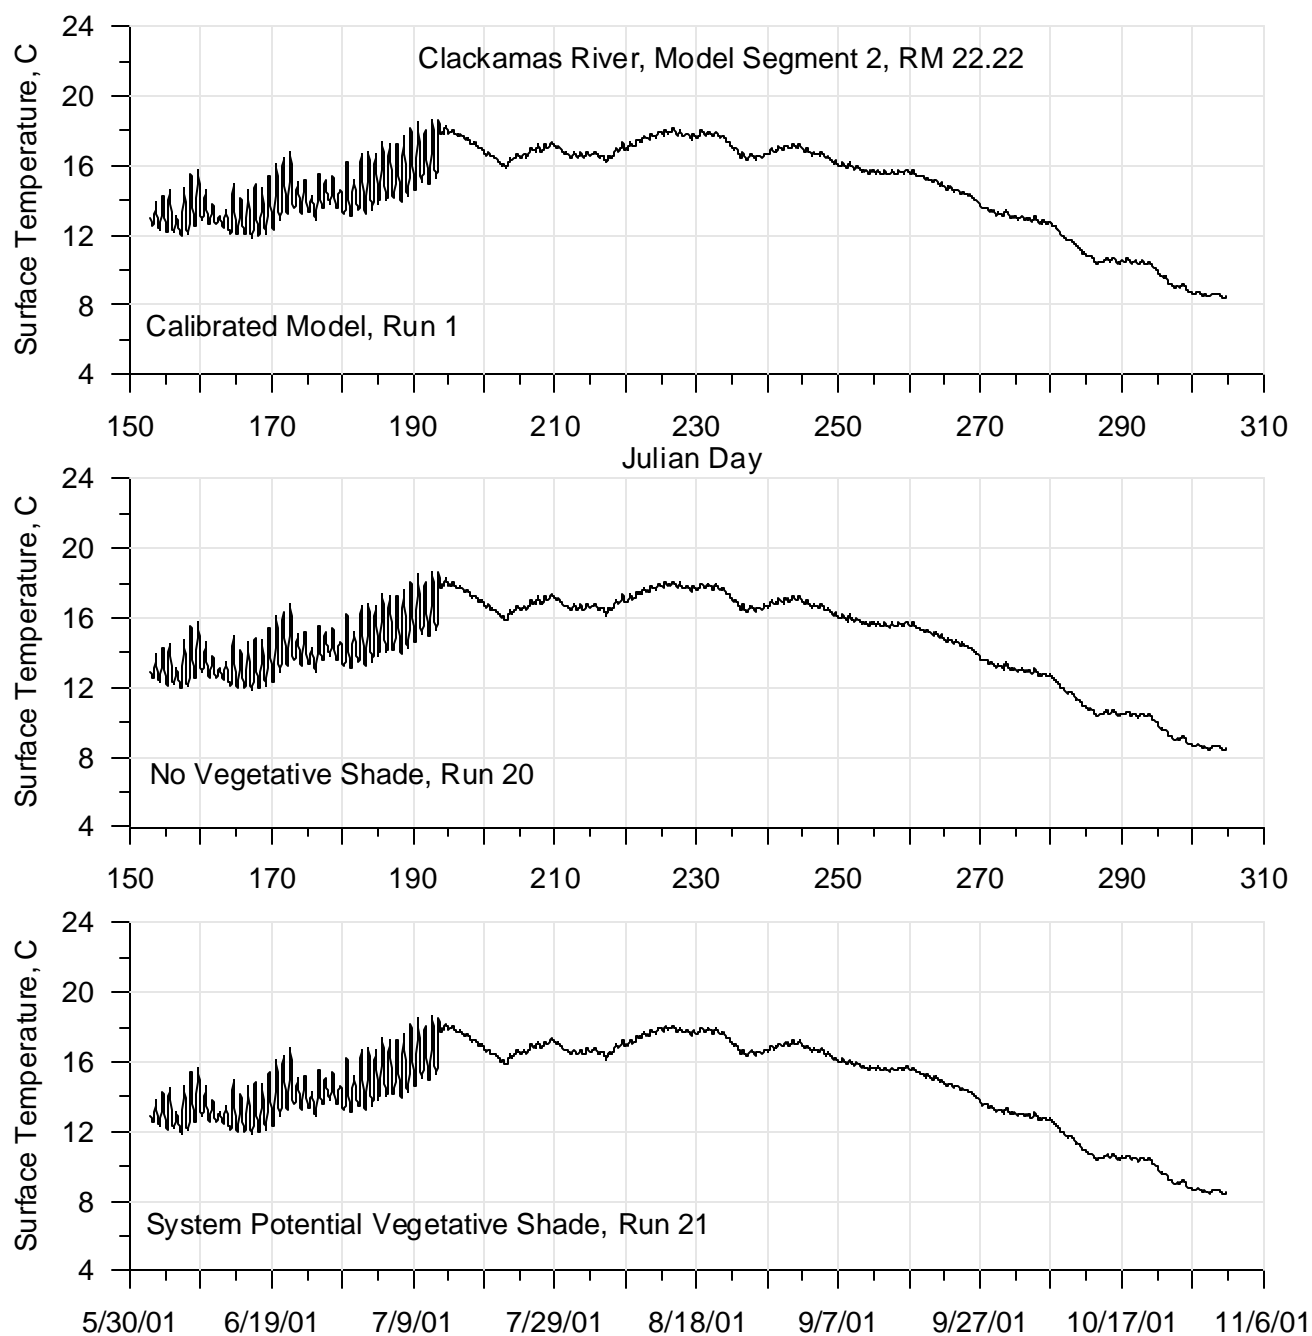 24
20
16
12
8
4
Surface Temperature, C
Clackamas River, Model Segment 2, RM 22.22
Calibrated Model, Run 1
150 170 190 210 230 250 270 290 310
Julian Day
24
20
16
12
8
4
Surface Temperature, C
No Vegetative Shade, Run 20
150 170 190 210 230 250 270 290 310
24
20
16
12
8
4
Surface Temperature, C
System Potential Vegetative Shade, Run 21
5/30/01 6/19/01 7/9/01 7/29/01 8/18/01 9/7/01 9/27/01 10/17/01 11/6/01